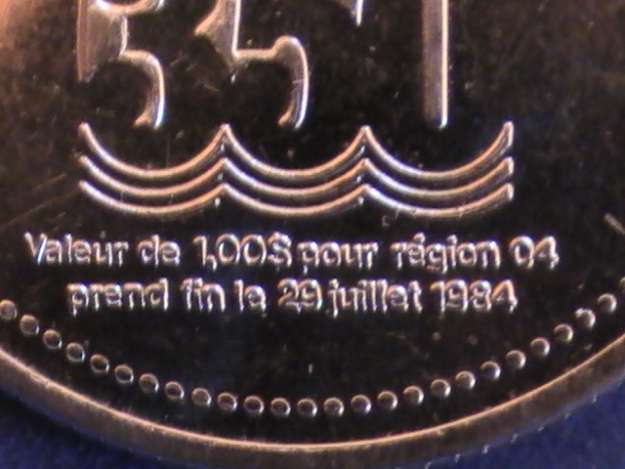 Valeur de 1,00$ pour région 04
prend fin le 29 juillet 1984